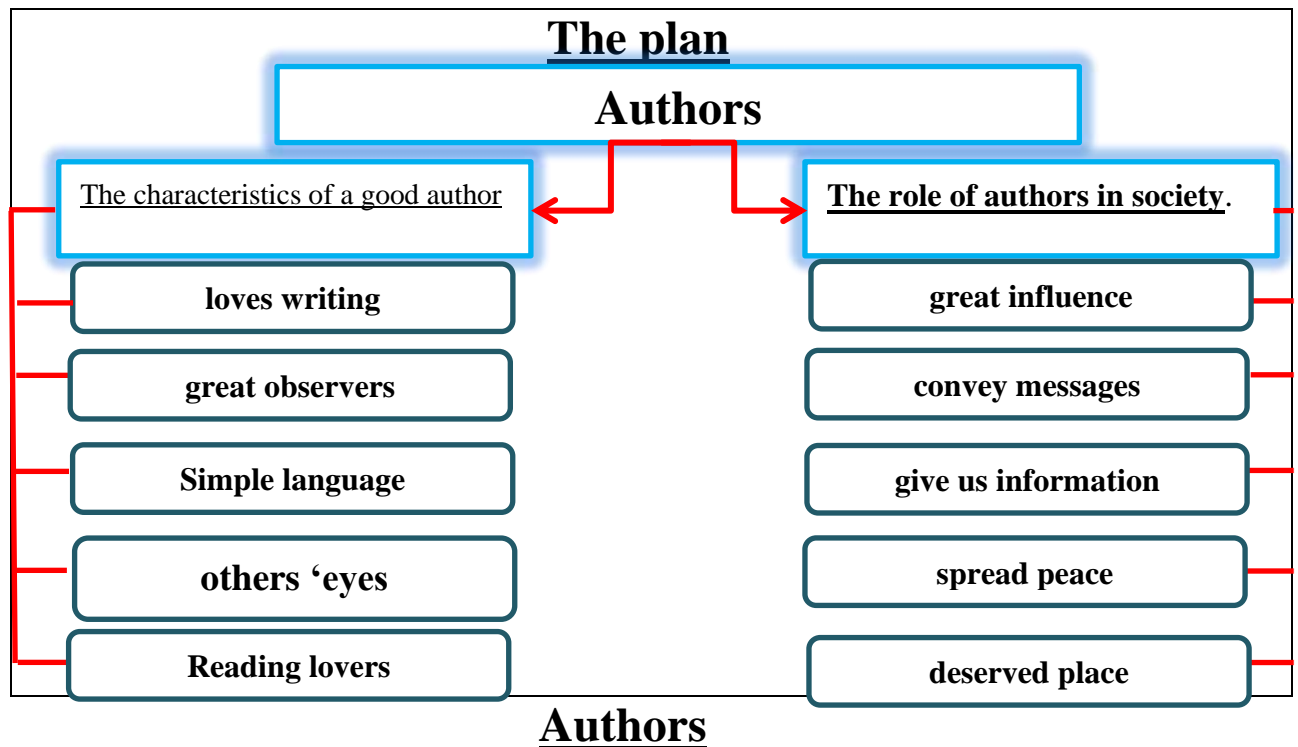 The plan
Authors
The characteristics of a good author
loves writing
great observers
Simple language
others ‘eyes
Reading lovers
The role of authors in society.
great influence
convey messages
give us information
spread peace
deserved place
Authors